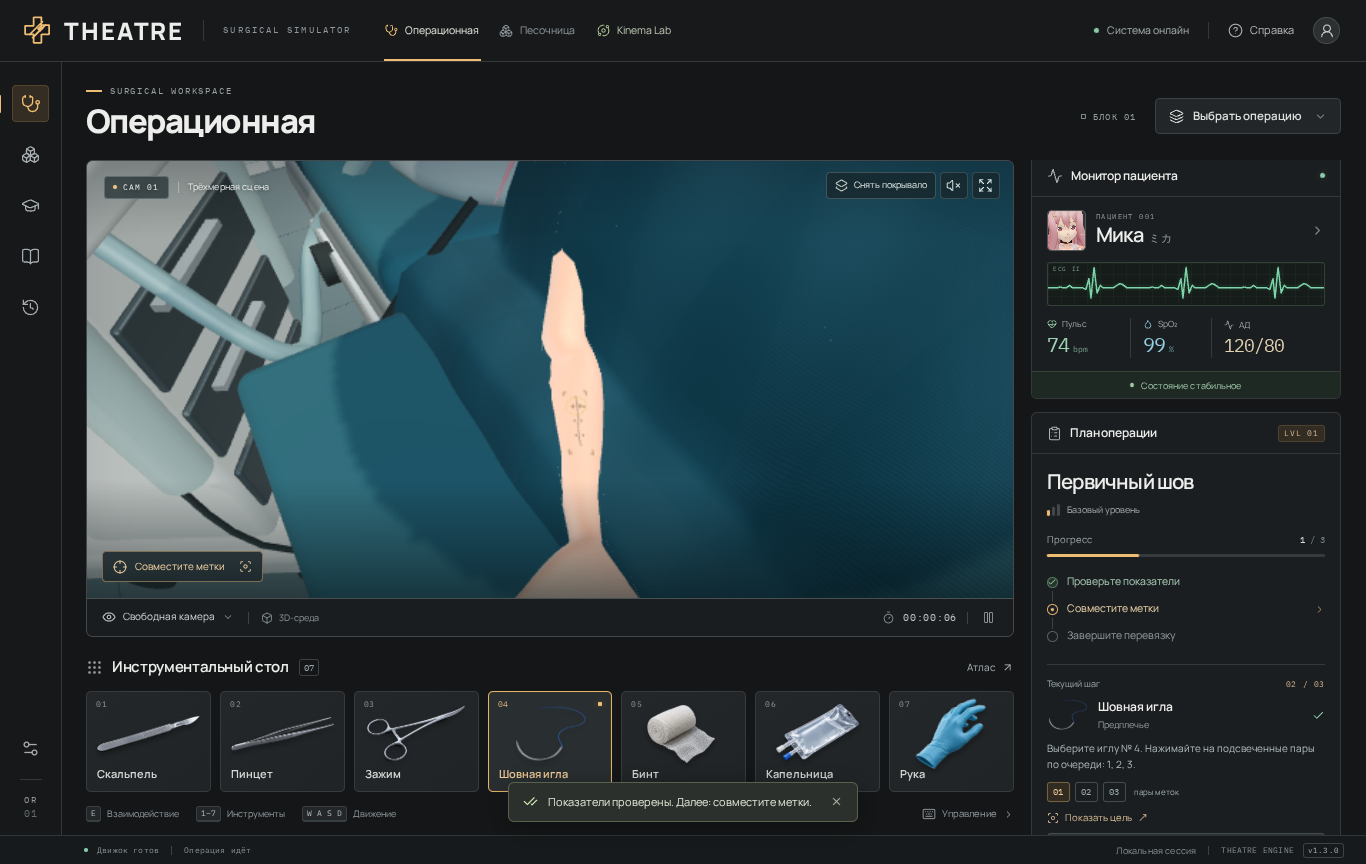 THEATRE
SURGICAL SIMULATOR
Операционная
Песочница
Kinema Lab
Система онлайн
Справка
SURGICAL WORKSPACE
Операционная
БЛОК 01
Выбрать операцию
CAM 01
Трёхмерная сцена
Снять покрывало
Совместите метки
Свободная камера
3D-среда
00:00:06
Монитор пациента
ПАЦИЕНТ 001
Мика ミカ
ECG II
Пульс
74 bpm
SpO₂
99 %
АД
120/80
Состояние стабильное
План операции
LVL 01
Первичный шов
Базовый уровень
Прогресс
1 / 3
Проверьте показатели
Совместите метки
Завершите перевязку
Текущий шаг
02 / 03
Шовная игла
Предплечье
Выберите иглу № 4. Нажимайте на подсвеченные пары
по очереди: 1, 2, 3.
01 02 03 пары меток
Показать цель
Инструментальный стол
07
Атлас
01
Скальпель
02
Пинцет
03
Зажим
04
Шовная игла
05
Бинт
06
Капельница
07
Рука
E Взаимодействие
1–7 Инструменты
W A S D Движение
Показатели проверены. Далее: совместите метки.
Управление
OR
01
Движок готов
Операция идёт
Локальная сессия
THEATRE ENGINE
v1.3.0